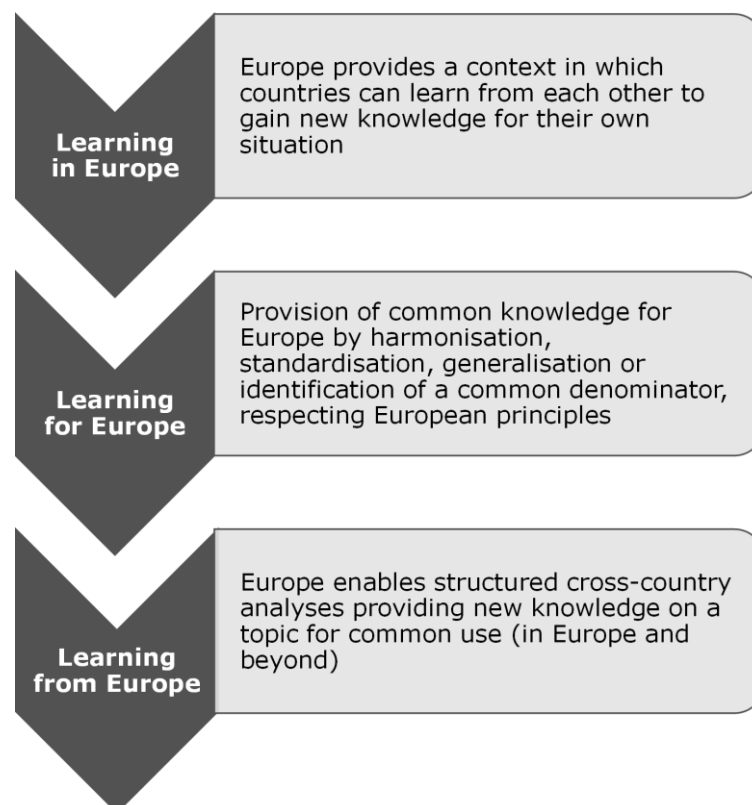 Learning
in Europe
Europe provides a context in which
countries can learn from each other to
gain new knowledge for their own
situation
Learning
for Europe
Provision of common knowledge for
Europe by harmonisation,
standardisation, generalisation or
identification of a common denominator,
respecting European principles
Learning
from Europe
Europe enables structured cross-country
analyses providing new knowledge on a
topic for common use (in Europe and
beyond)